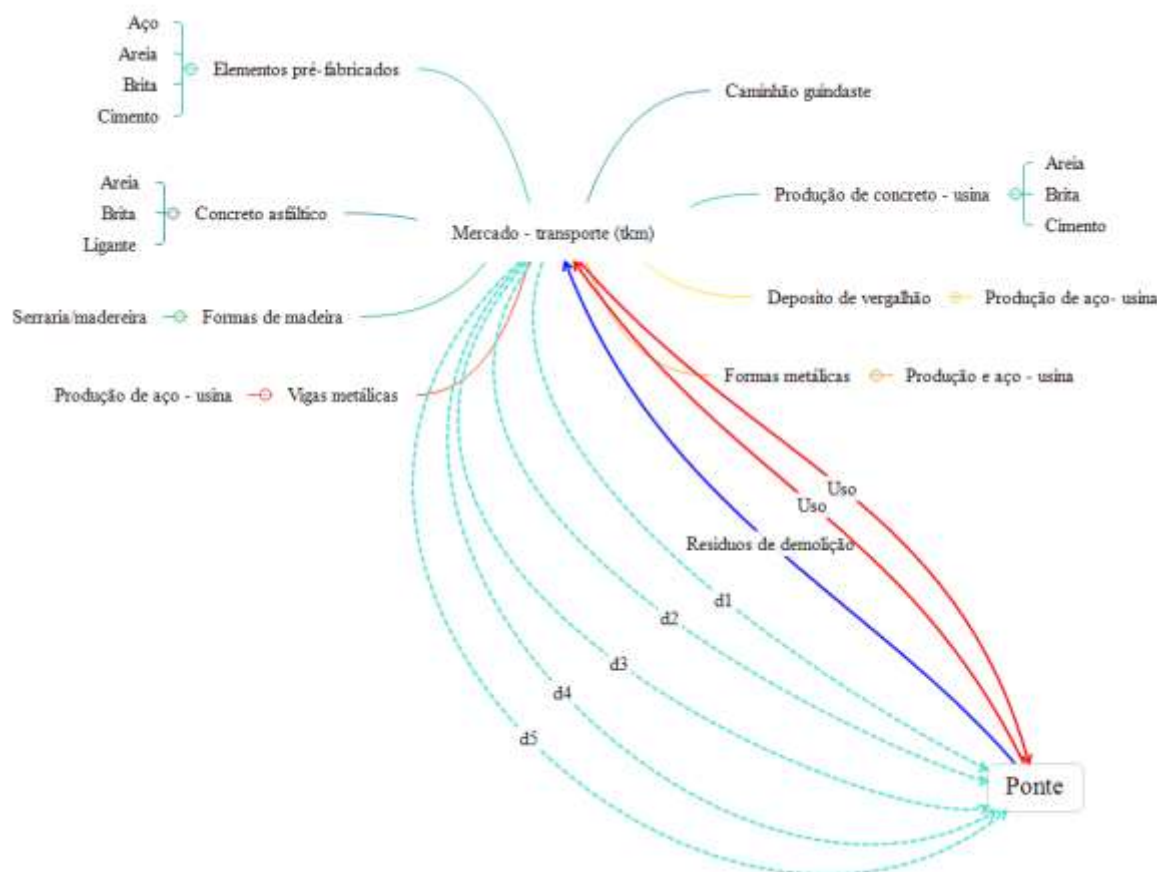 Aço
Areia
Brita
Cimento
Elementos pré-fabricados
Caminhão guindaste
Areia
Brita
Ligante
Concreto asfáltico
Produção de concreto - usina
Areia
Brita
Cimento
Mercado - transporte (tkm)
Serraria/madereira
Formas de madeira
Deposito de vergalhão
Produção de aço- usina
Produção de aço - usina
Vigas metálicas
Formas metálicas
Produção e aço - usina
Uso
Uso
Residuos de demolição
d1
d2
d3
d4
d5
Ponte